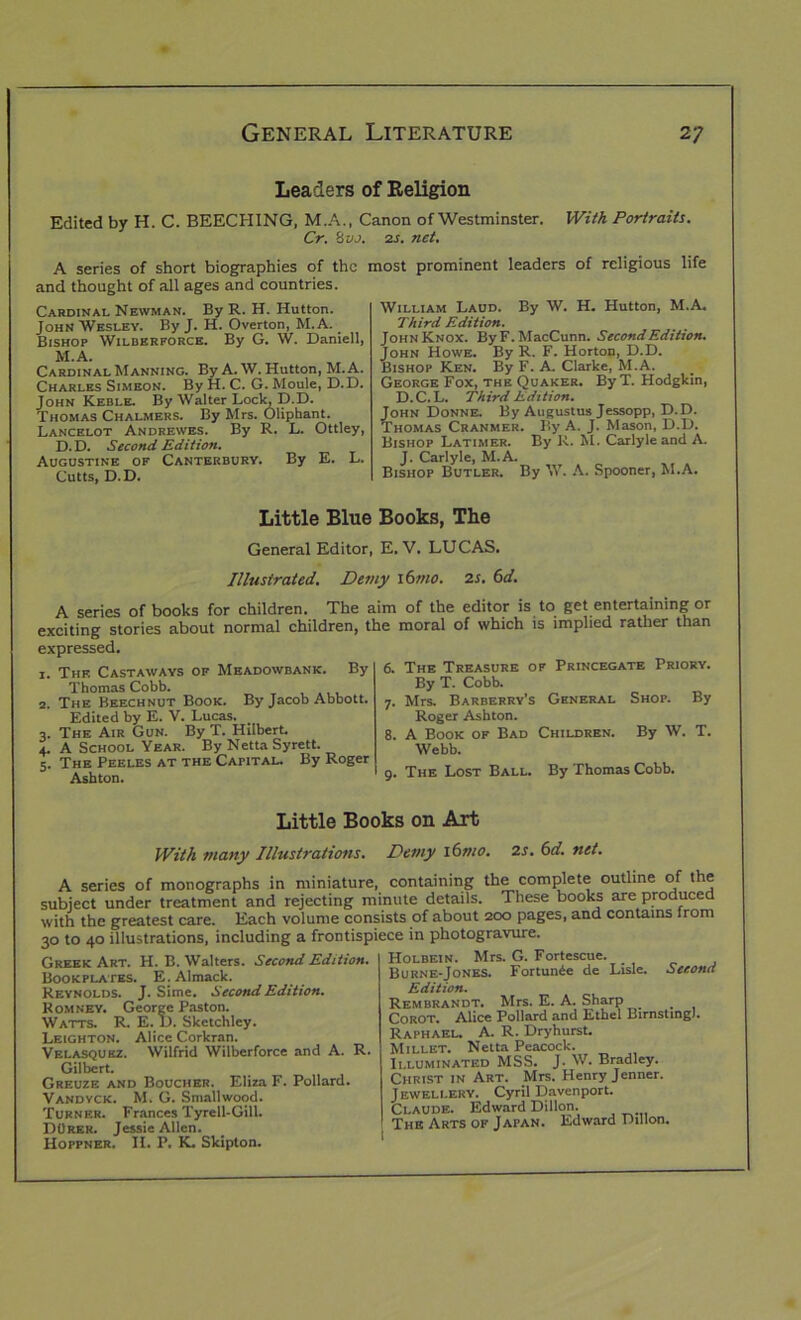 GENERAL LITERATURE 27
Leaders of Religion
Edited by H. C. BEECHING, M.A., Canon of Westminster. With Portraits.
Cr. 8vo. 2s. net.
A series of short biographies of the most prominent leaders of religious life
and thought of all ages and countries.
CARDINAL NEWMAN. By R. H. Hutton.
JOHN WESLEY. By J. H. Overton, M.A.
BISHOP WILBERFORCE. By G. W. Daniell,
M.A.
CARDINAL MANNING. By A. W. Hutton, M.A.
CHARLES SIMEON. By H. C. G. Moule, D.D.
JOHN KEBLE. By Walter Lock, D.D.
THOMAS CHALMERS. By Mrs. Oliphant.
LANCELOT ANDREWES. By R. L. Ottley,
D.D. Second Edition.
AUGUSTINE OF CANTERBURY. By E. L.
Cutts, D.D.
WILLIAM LAUD. By W. H. Hutton, M.A.
Third Edition.
JOHN KNOX. By F. MacCunn. Second Edition.
JOHN HOWE. By R. F. Horton, D.D.
BISHOP KEN. By F. A. Clarke, M.A.
GEORGE FOX, THE QUAKER. By T. Hodgkin,
D.C.L. Third Edition.
JOHN DONNE. By Augustus Jessopp, D.D.
THOMAS CRANMER. By A. J. Mason, D.D.
BISHOP LATIMER. By R. M. Carlyle and A.
J. Carlyle, M.A.
BISHOP BUTLER. By W. A. Spooner, M.A.
Little Blue Books, The
General Editor, E. V. LUCAS.
Illustrated. Demy 16mo. 2s. 6d.
A series of books for children. The aim of the editor is to get entertaining or
exciting stories about normal children, the moral of which is implied rather than
expressed.
1. THE CASTAWAYS OF MEADOWBANK. By
Thomas Cobb.
2. THE BEECHNUT BOOK. By Jacob Abbott.
Edited by E. V. Lucas.
3. THE AIR GUN. By T. Hilbert.
4. A SCHOOL YEAR. By Netta Syrett.
5. THE PEELES AT THE CAPITAL. By Roger
Ashton.
6. THE TREASURE OF PRINCEGATE PRIORY.
By T. Cobb.
7. MRS. BARBERRY'S GENERAL SHOP. By
Roger Ashton.
8. A BOOK OF BAD CHILDREN. By W. T.
Webb.
9. THE LOST BALL. By Thomas Cobb.
Little Books on Art
With many Illustrations. Demy 16mo. 2s. 6d. net.
A series of monographs in miniature, containing the complete outline of the
subject under treatment and rejecting minute details. These books are produced
with the greatest care. Each volume consists of about 200 pages, and contains from
30 to 40 illustrations, including a frontispiece in photogravure.
GREEK ART. H. B. Walters. Second Edition.
BOOKPLATES. E. Almack.
REYNOLDS. J. Sime. Second Edition.
ROMNEY. George Paston.
WATTS. R. E. D. Sketchley.
LEIGHTON. Alice Corkran.
VELASQUEZ. Wilfrid Wilberforce and A. R.
Gilbert.
GREUZE AND BOUCHER. Eliza F. Pollard.
VANDYCK. M. G. Smallwood.
TURNER. Frances Tyrell-Gill.
DÜRER. Jessie Allen.
HOPPNER. H. P. K. Skipton.
HOLBEIN. Mrs. G. Fortescue.
BURNE-JONES. Fortunée de Lisle. Second
Edition.
REMBRANDT. Mrs. E. A. Sharp
COROT. Alice Pollard and Ethel Birnstingl.
RAPHAEL. A. R. Dryhurst.
MILLET. Netta Peacock.
ILLUMINATED MSS. J. W. Bradley.
CHRIST IN ART. Mrs. Henry Jenner.
JEWELLERY. Cyril Davenport.
CLAUDE. Edward Dillon.
THE ARTS OF JAPAN. Edward Dillon.